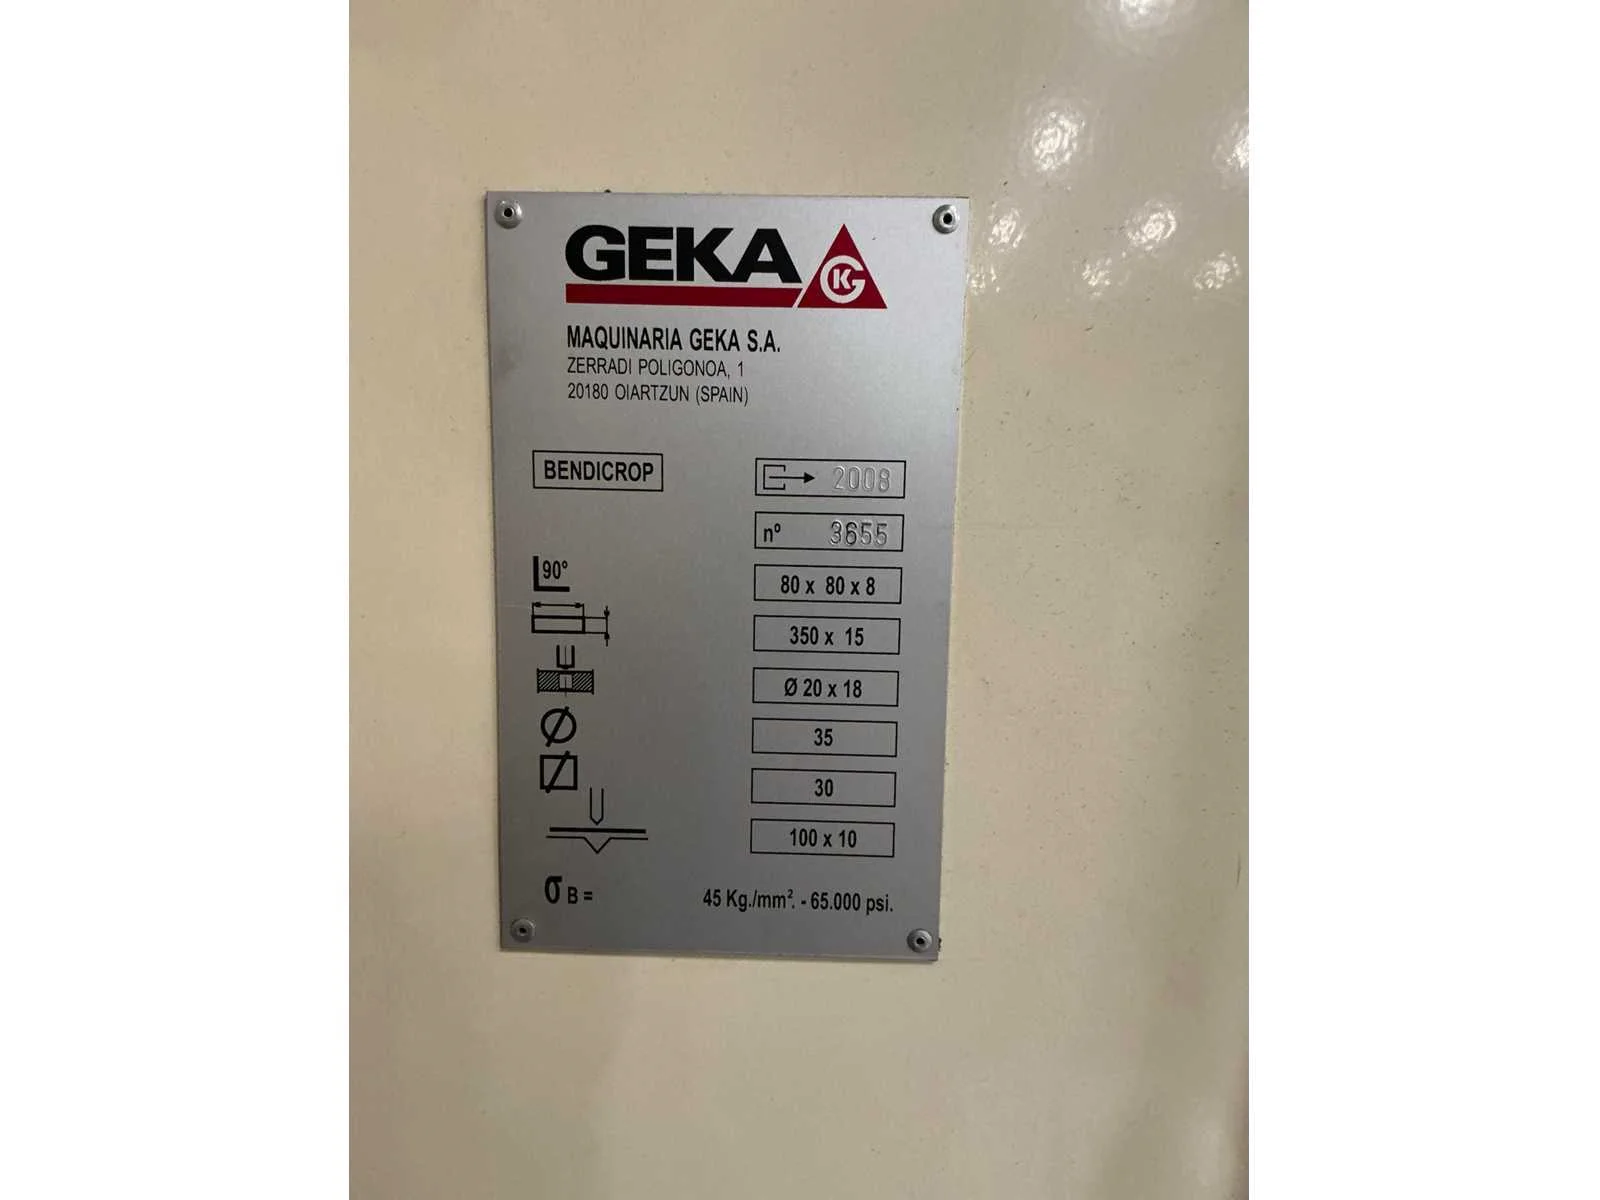 GEKA GK
MAQUINARIA GEKA S.A.
ZERRADI POLIGONOA, 1
20180 OIARTZUN (SPAIN)
BENDICROP
2008
nº 3655
90° 80 x 80 x 8
350 x 15
Ø 20 x 18
35
30
100 x 10
σ B = 45 Kg./mm². - 65.000 psi.